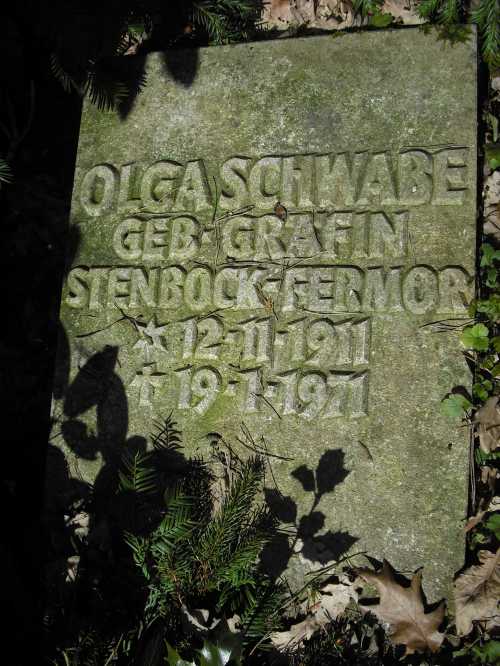 OLGA SCHWABE
GEB· GRÄFIN
STENBOCK-FERMOR
* 12·11·1911
† 19·1·1971